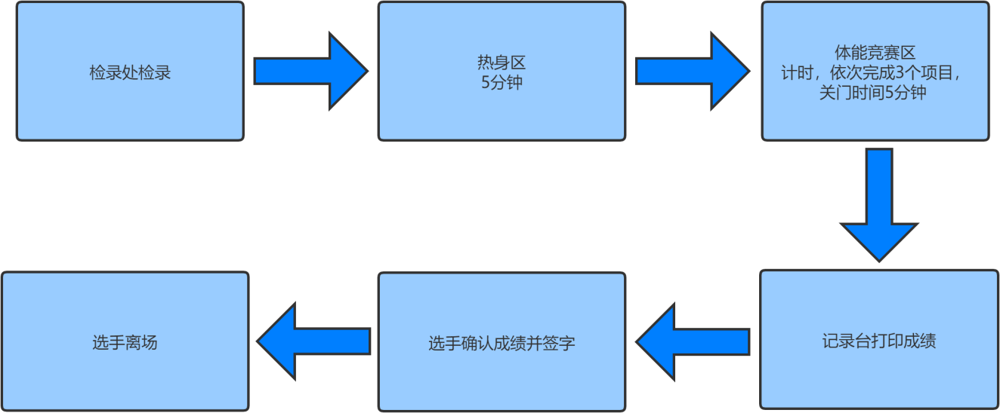 检录处检录
热身区
5分钟
体能竞赛区
计时，依次完成3个项目，
关门时间5分钟
记录台打印成绩
选手确认成绩并签字
选手离场